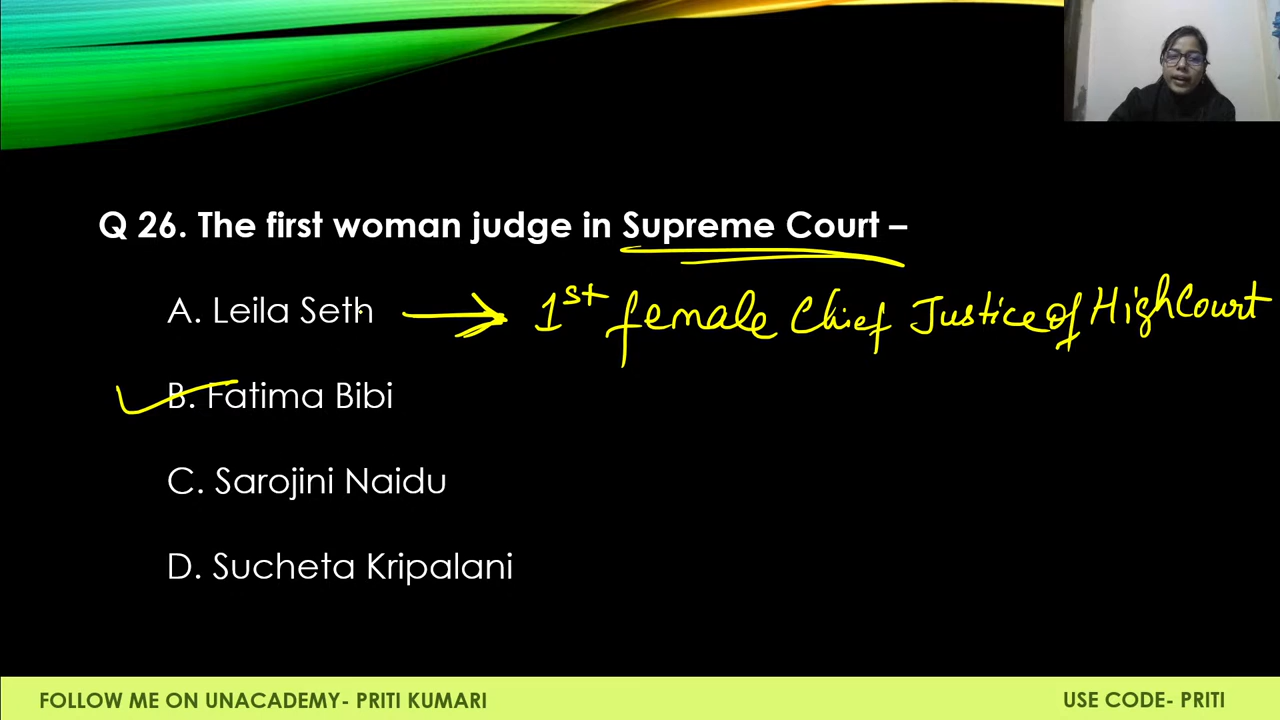 Q 26. The first woman judge in Supreme Court –
A. Leila Seth → 1st female Chief Justice of High Court
B. Fatima Bibi
C. Sarojini Naidu
D. Sucheta Kripalani
FOLLOW ME ON UNACADEMY- PRITI KUMARI USE CODE- PRITI